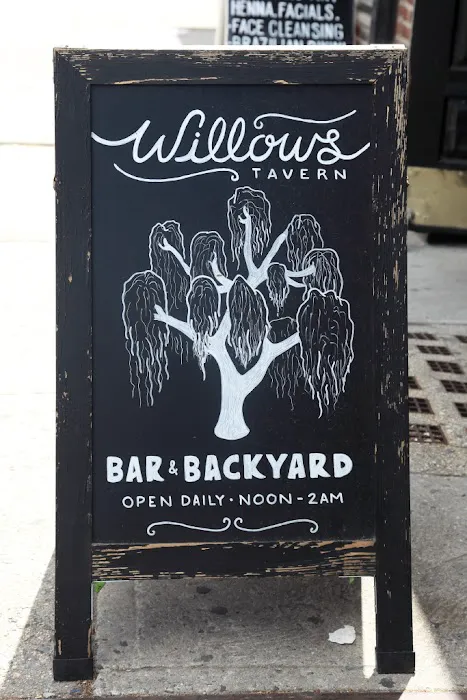 HENNA. FACIALS.
FACE CLEANSING
Willows
TAVERN
BAR & BACKYARD
OPEN DAILY · NOON - 2AM